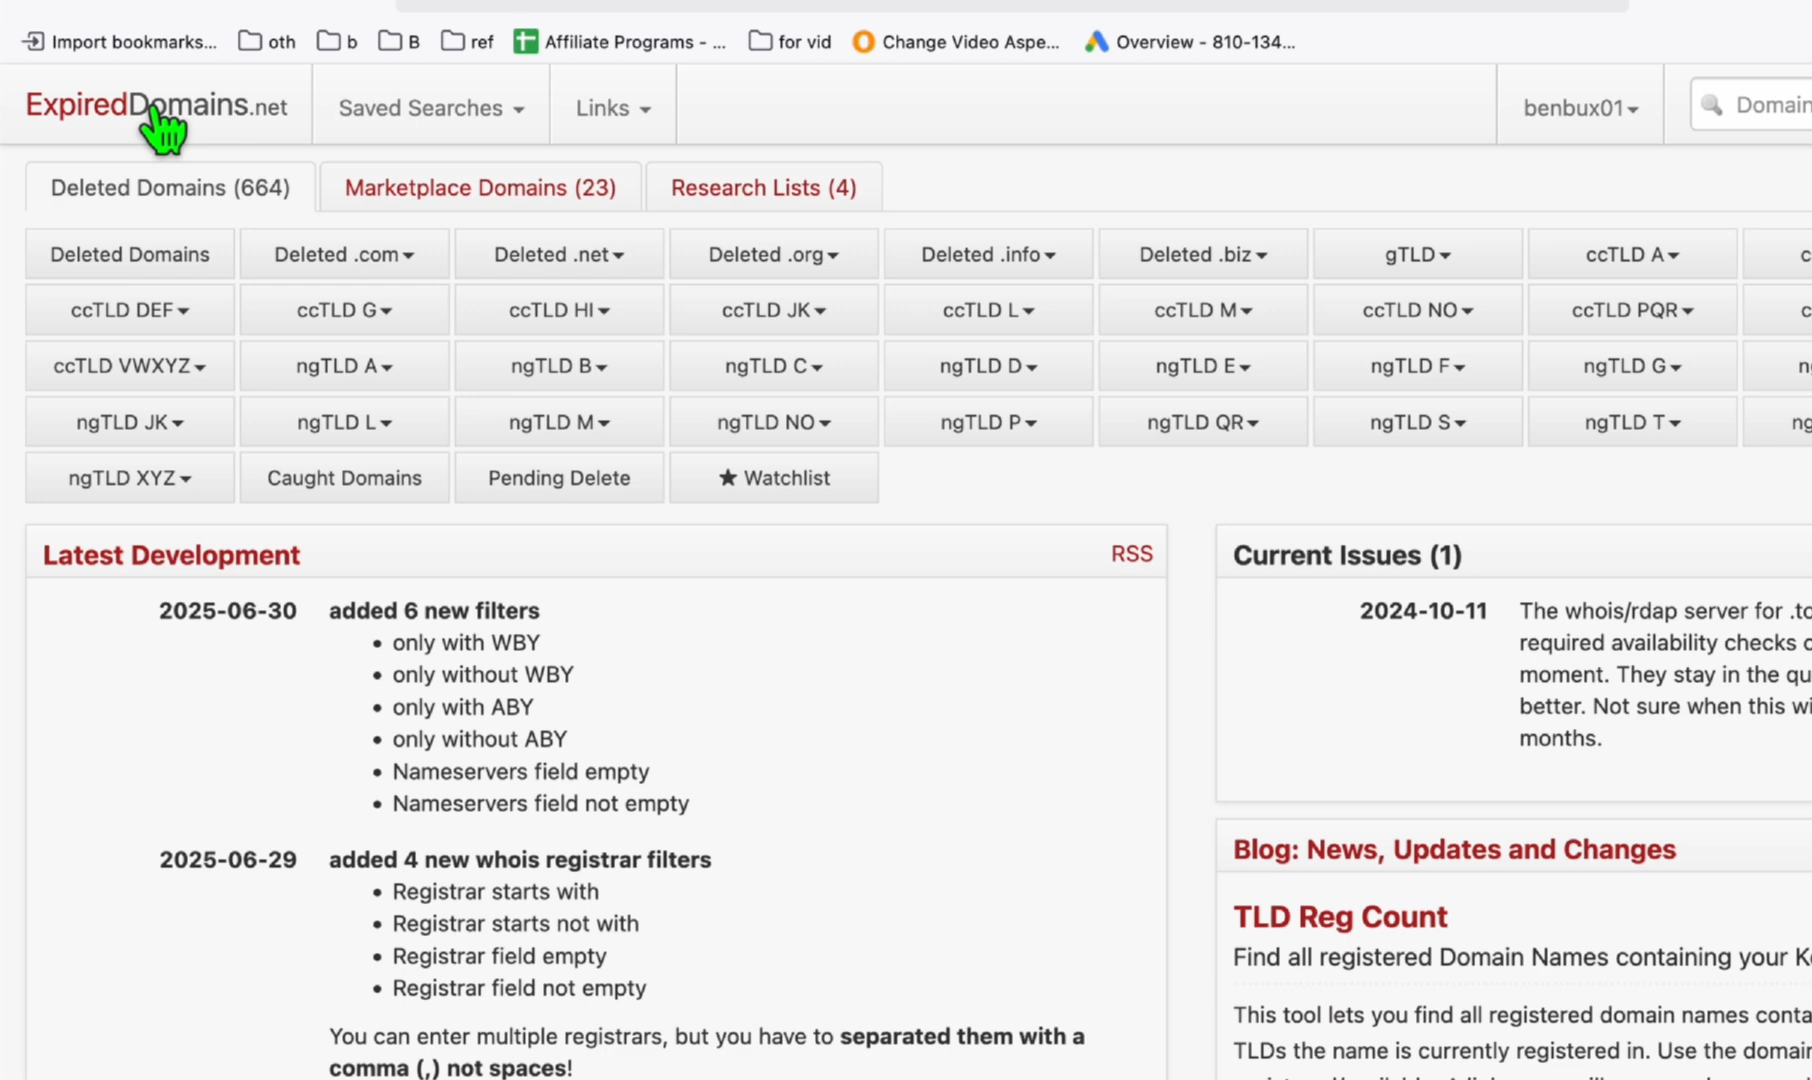 Import bookmarks... oth b B ref Affiliate Programs - ... for vid Change Video Aspe... Overview - 810-134...
ExpiredDomains.net Saved Searches Links benbux01 Domain
Deleted Domains (664) Marketplace Domains (23) Research Lists (4)
Deleted Domains Deleted .com Deleted .net Deleted .org Deleted .info Deleted .biz gTLD ccTLD A
ccTLD DEF ccTLD G ccTLD HI ccTLD JK ccTLD L ccTLD M ccTLD NO ccTLD PQR
ccTLD VWXYZ ngTLD A ngTLD B ngTLD C ngTLD D ngTLD E ngTLD F ngTLD G
ngTLD JK ngTLD L ngTLD M ngTLD NO ngTLD P ngTLD QR ngTLD S ngTLD T
ngTLD XYZ Caught Domains Pending Delete ★ Watchlist
Latest Development RSS
2025-06-30 added 6 new filters
• only with WBY
• only without WBY
• only with ABY
• only without ABY
• Nameservers field empty
• Nameservers field not empty
2025-06-29 added 4 new whois registrar filters
• Registrar starts with
• Registrar starts not with
• Registrar field empty
• Registrar field not empty
You can enter multiple registrars, but you have to separated them with a
comma (,) not spaces!
Current Issues (1)
2024-10-11 The whois/rdap server for .to
required availability checks
moment. They stay in the qu
better. Not sure when this wi
months.
Blog: News, Updates and Changes
TLD Reg Count
Find all registered Domain Names containing your K
This tool lets you find all registered domain names conta
TLDs the name is currently registered in. Use the domain